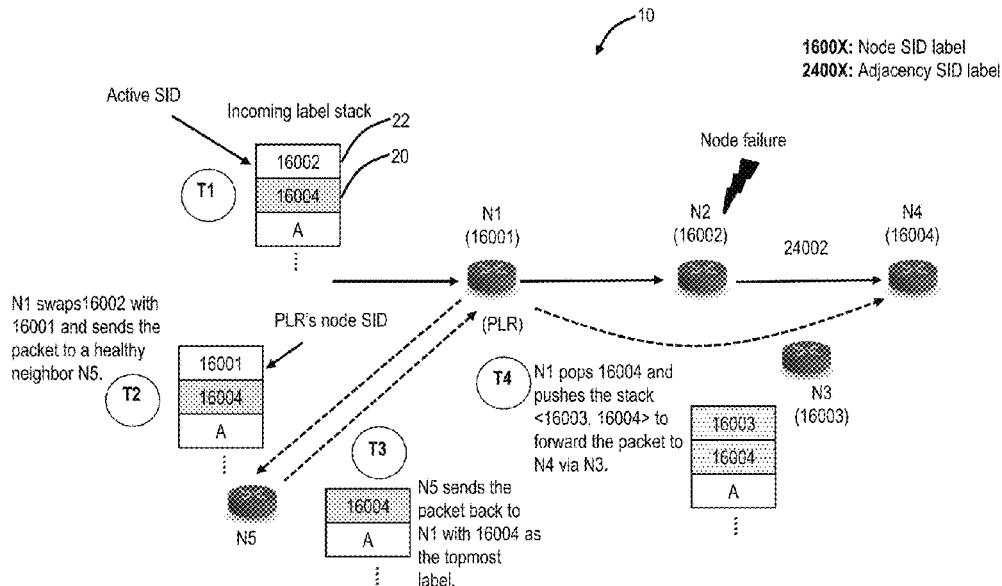 10
1600X: Node SID label
2400X: Adjacency SID label
Active SID
Incoming label stack
22
20
16002
16004
A
T1
Node failure
N1
(16001)
N2
(16002)
24002
N4
(16004)
(PLR)
N1 swaps16002 with
16001 and sends the
packet to a healthy
neighbor N5.
PLR's node SID
T2
16001
16004
A
T4
N1 pops 16004 and
pushes the stack
<16003, 16004> to
forward the packet to
N4 via N3.
N3
(16003)
16003
16004
A
T3
N5
16004
A
N5 sends the
packet back to
N1 with 16004 as
the topmost
label.